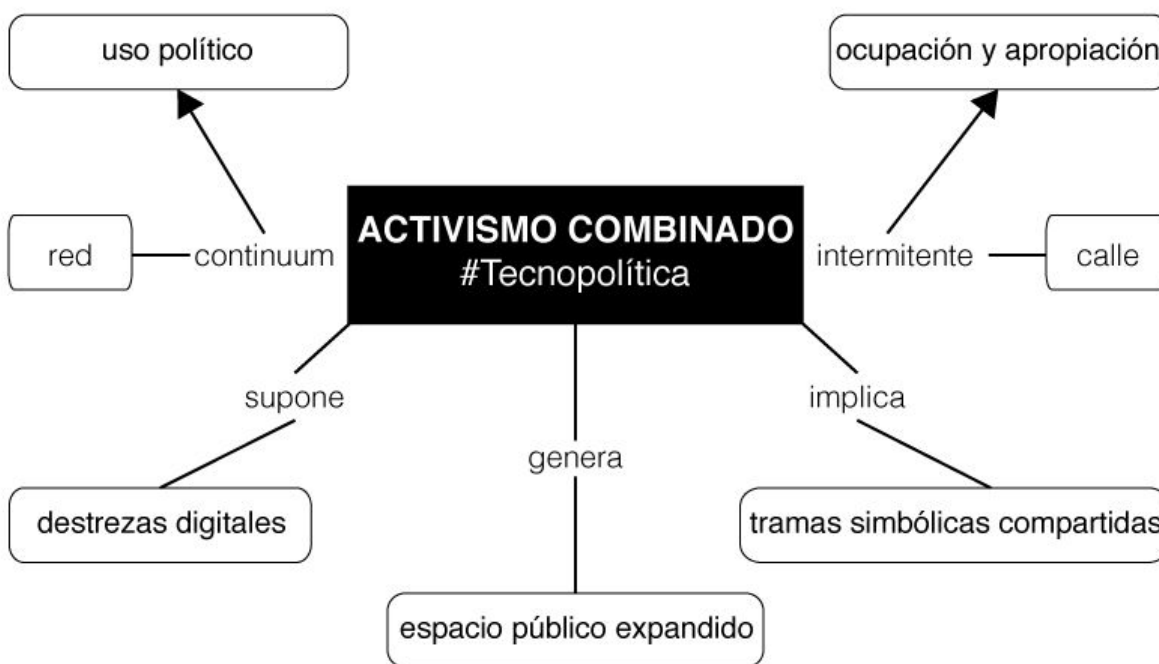 uso político
ocupación y apropiación
ACTIVISMO COMBINADO
#Tecnopolítica
red
continuum
intermitente
calle
supone
implica
genera
destrezas digitales
tramas simbólicas compartidas
espacio público expandido